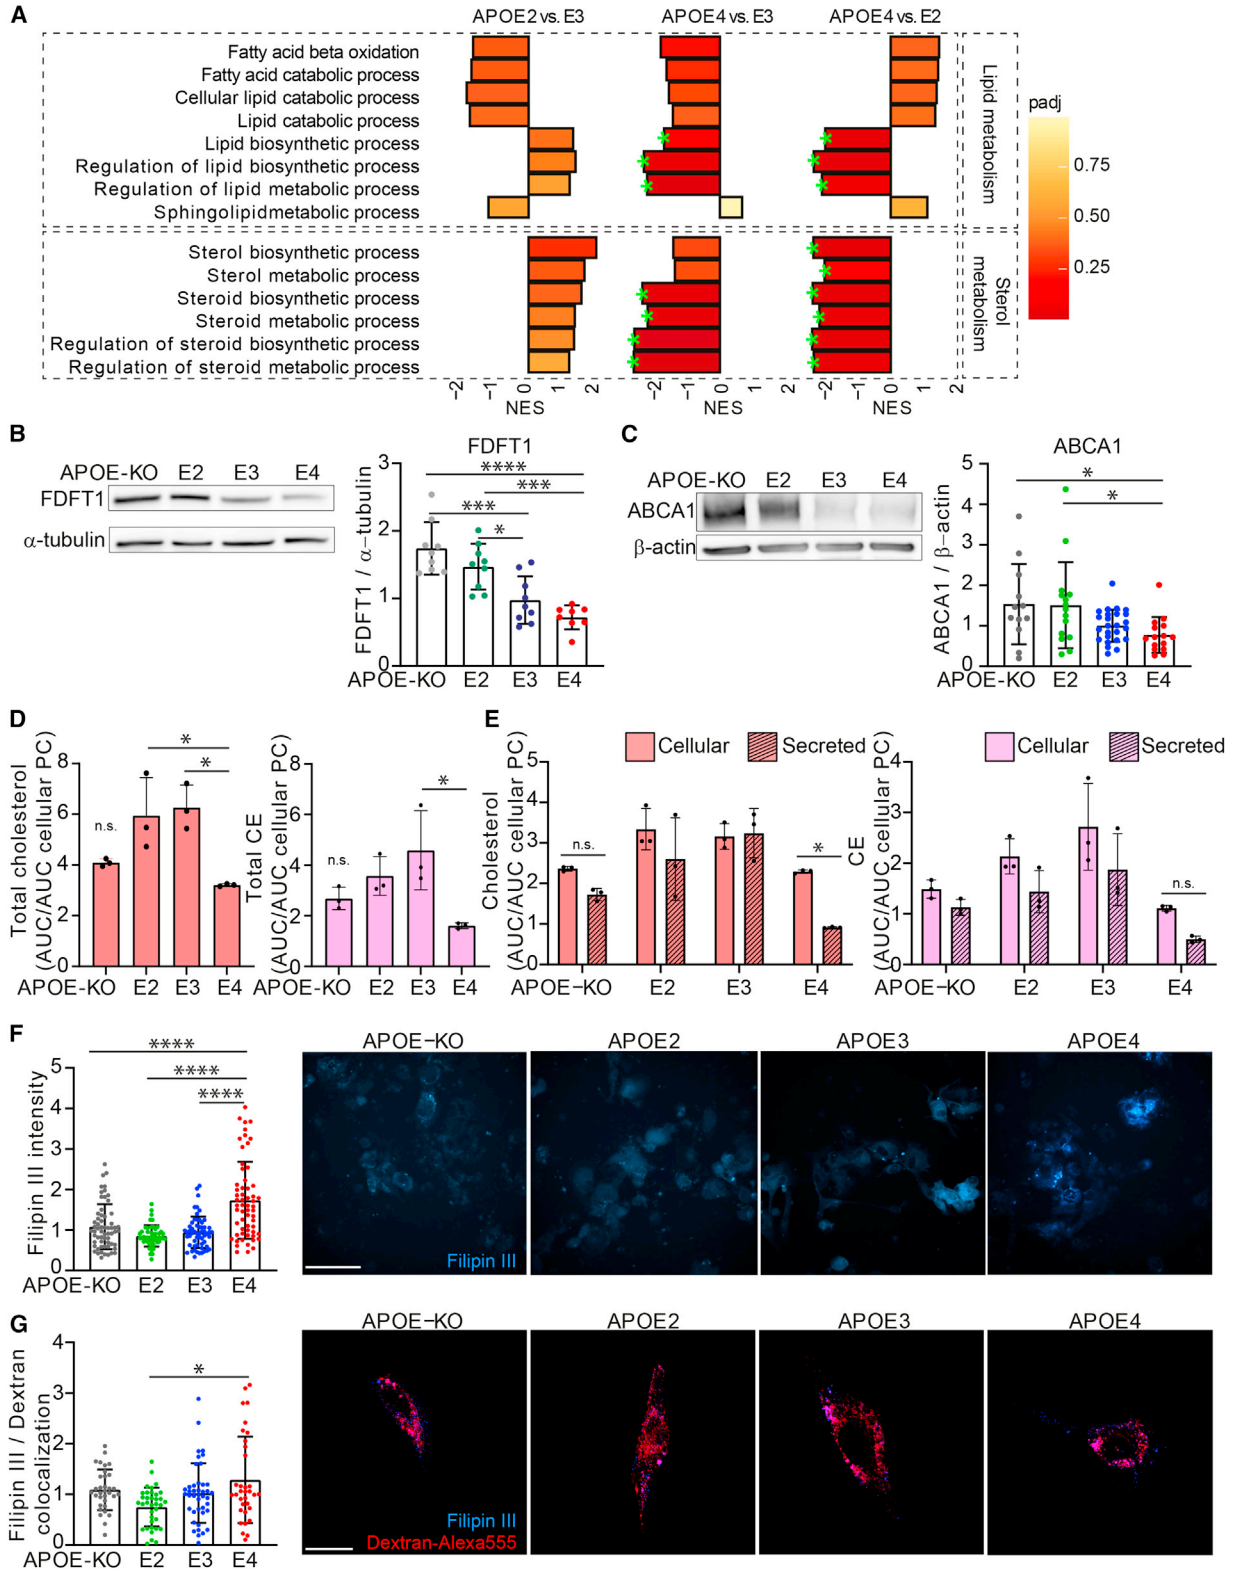 A
APOE2 vs. E3
APOE4 vs. E3
APOE4 vs. E2
Fatty acid beta oxidation
Fatty acid catabolic process
Cellular lipid catabolic process
Lipid catabolic process
Lipid biosynthetic process
Regulation of lipid biosynthetic process
Regulation of lipid metabolic process
Sphingolipidmetabolic process
Lipid metabolism
Sterol biosynthetic process
Sterol metabolic process
Steroid biosynthetic process
Steroid metabolic process
Regulation of steroid biosynthetic process
Regulation of steroid metabolic process
Sterol
metabolism
padj
0.75
0.50
0.25
-2 -1 0 1 2
-2 -1 0 1 2
-2 -1 0 1 2
NES
NES
NES
B
APOE-KO E2 E3 E4
FDFT1
α-tubulin
FDFT1
FDFT1 / α-tubulin
3
2
1
0
****
***
***
*
APOE-KO E2 E3 E4
C
APOE-KO E2 E3 E4
ABCA1
β-actin
ABCA1
ABCA1 / β-actin
5
4
3
2
1
0
*
*
APOE-KO E2 E3 E4
D
Total cholesterol
(AUC/AUC cellular PC)
8
6
4
2
0
n.s.
*
*
APOE-KO E2 E3 E4
Total CE
(AUC/AUC cellular PC)
8
6
4
2
0
n.s.
*
APOE-KO E2 E3 E4
E
Cellular Secreted
Cholesterol
(AUC/AUC cellular PC)
5
4
3
2
1
0
n.s.
*
APOE-KO E2 E3 E4
Cellular Secreted
CE
(AUC/AUC cellular PC)
4
3
2
1
0
n.s.
APOE-KO E2 E3 E4
F
Filipin III intensity
5
4
3
2
1
0
****
****
****
APOE-KO E2 E3 E4
APOE-KO APOE2 APOE3 APOE4
Filipin III
G
Filipin III / Dextran
colocalization
4
3
2
1
0
*
APOE-KO E2 E3 E4
APOE-KO APOE2 APOE3 APOE4
Filipin III
Dextran-Alexa555